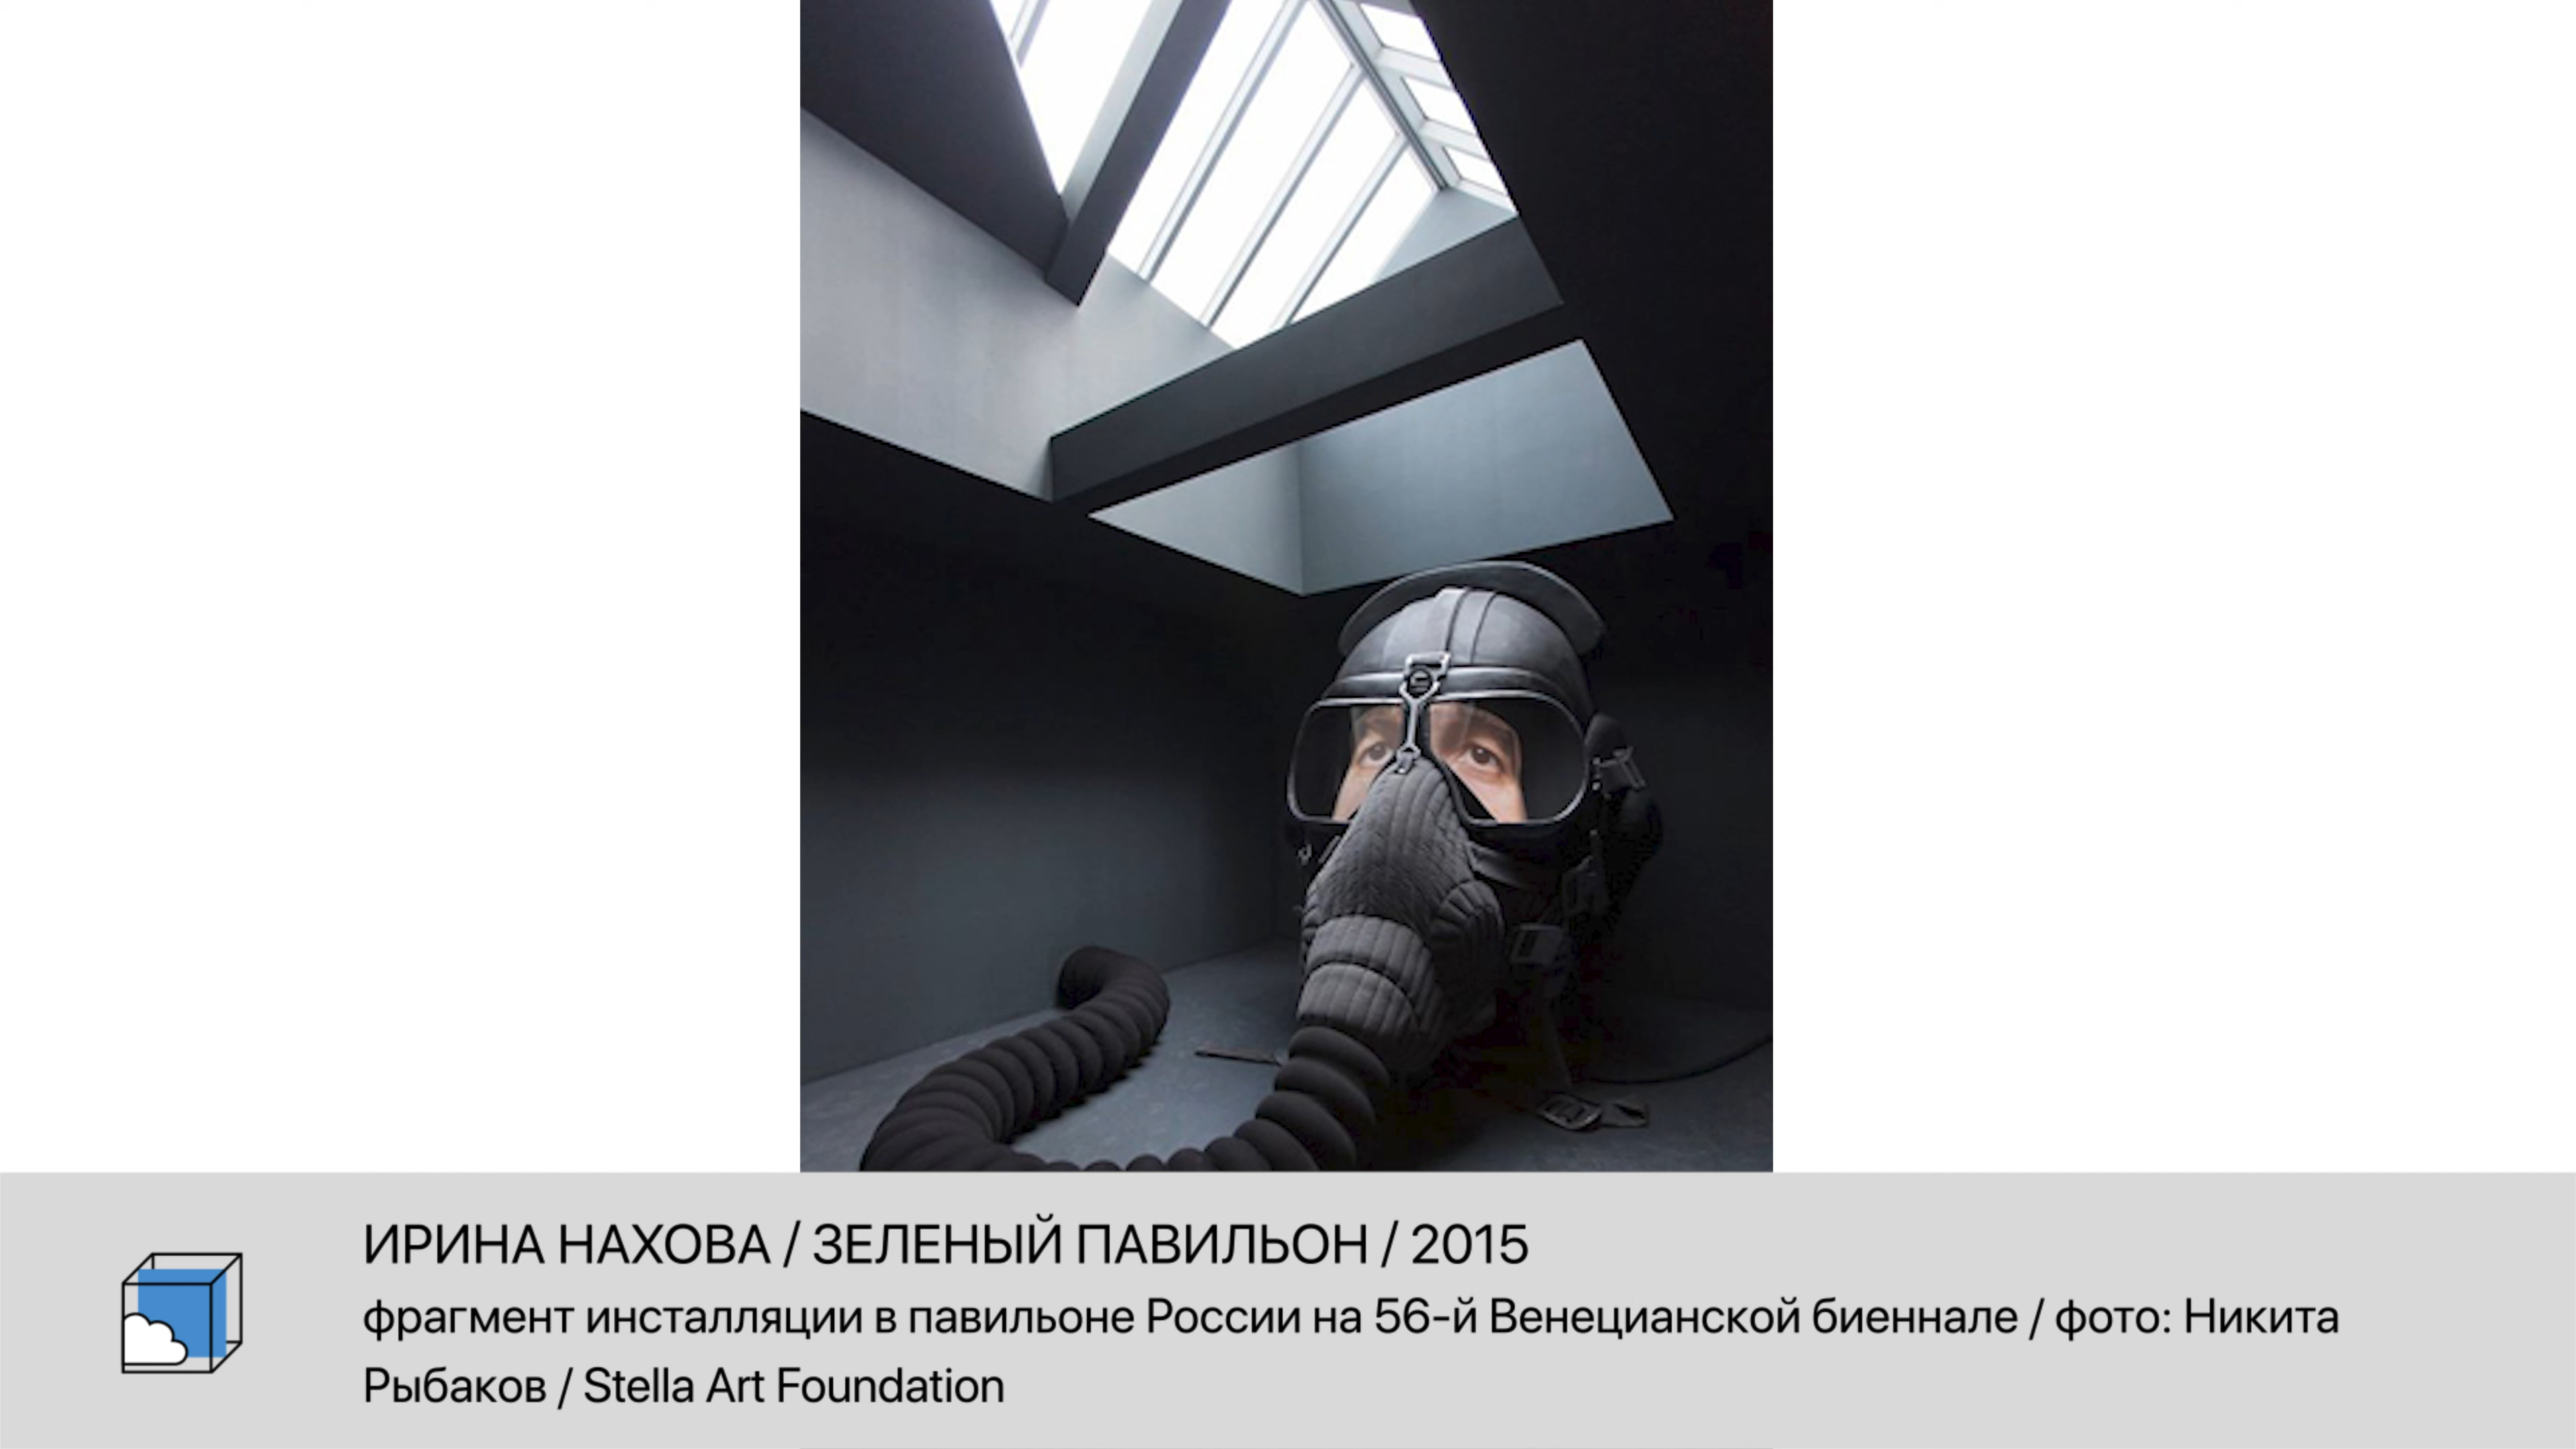 ИРИНА НАХОВА / ЗЕЛЕНЫЙ ПАВИЛЬОН / 2015
фрагмент инсталляции в павильоне России на 56-й Венецианской биеннале / фото: Никита
Рыбаков / Stella Art Foundation